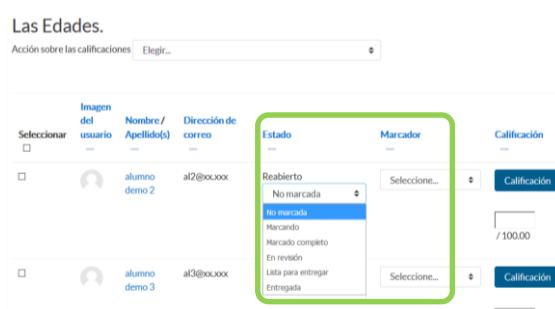 Las Edades.
Acción sobre las calificaciones Elegir...
Seleccionar Imagen del usuario Nombre / Apellido(s) Dirección de correo Estado Marcador Calificación
alumno demo 2 al2@xx.xxx Reabierto Seleccione... Calificación
No marcada
No marcada
Marcando
Marcado completo
En revisión
Lista para entregar
Entregada
/ 100.00
alumno demo 3 al3@xx.xxx Seleccione... Calificación